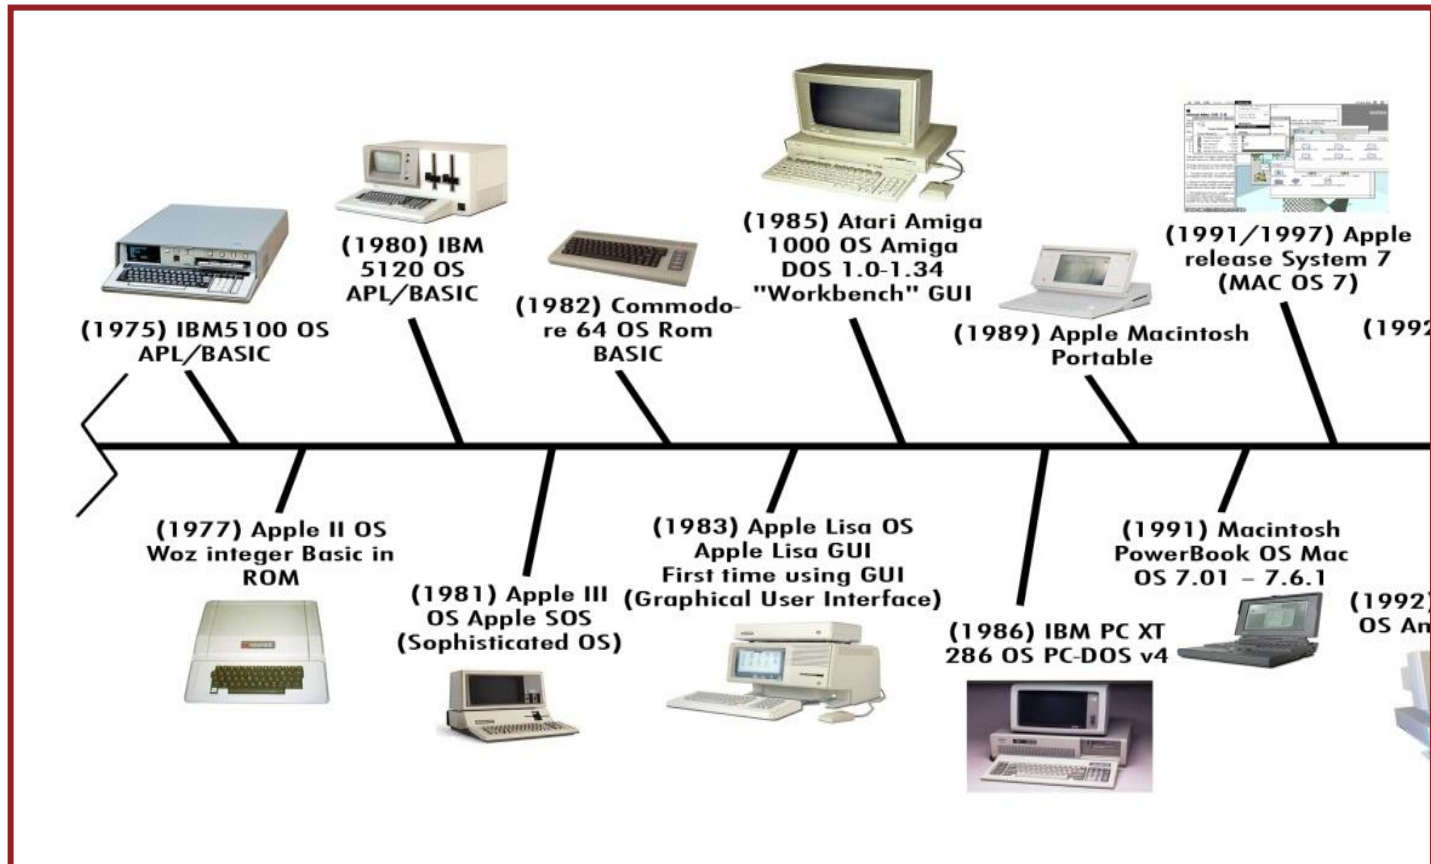 (1975) IBM5100 OS
APL/BASIC
(1977) Apple II OS
Woz integer Basic in
ROM
(1980) IBM
5120 OS
APL/BASIC
(1981) Apple III
OS Apple SOS
(Sophisticated OS)
(1982) Commodo-
re 64 OS Rom
BASIC
(1983) Apple Lisa OS
Apple Lisa GUI
First time using GUI
(Graphical User Interface)
(1985) Atari Amiga
1000 OS Amiga
DOS 1.0-1.34
"Workbench" GUI
(1986) IBM PC XT
286 OS PC-DOS v4
(1989) Apple Macintosh
Portable
(1991) Macintosh
PowerBook OS Mac
OS 7.01 – 7.6.1
(1991/1997) Apple
release System 7
(MAC OS 7)
(1992
(1992)
OS